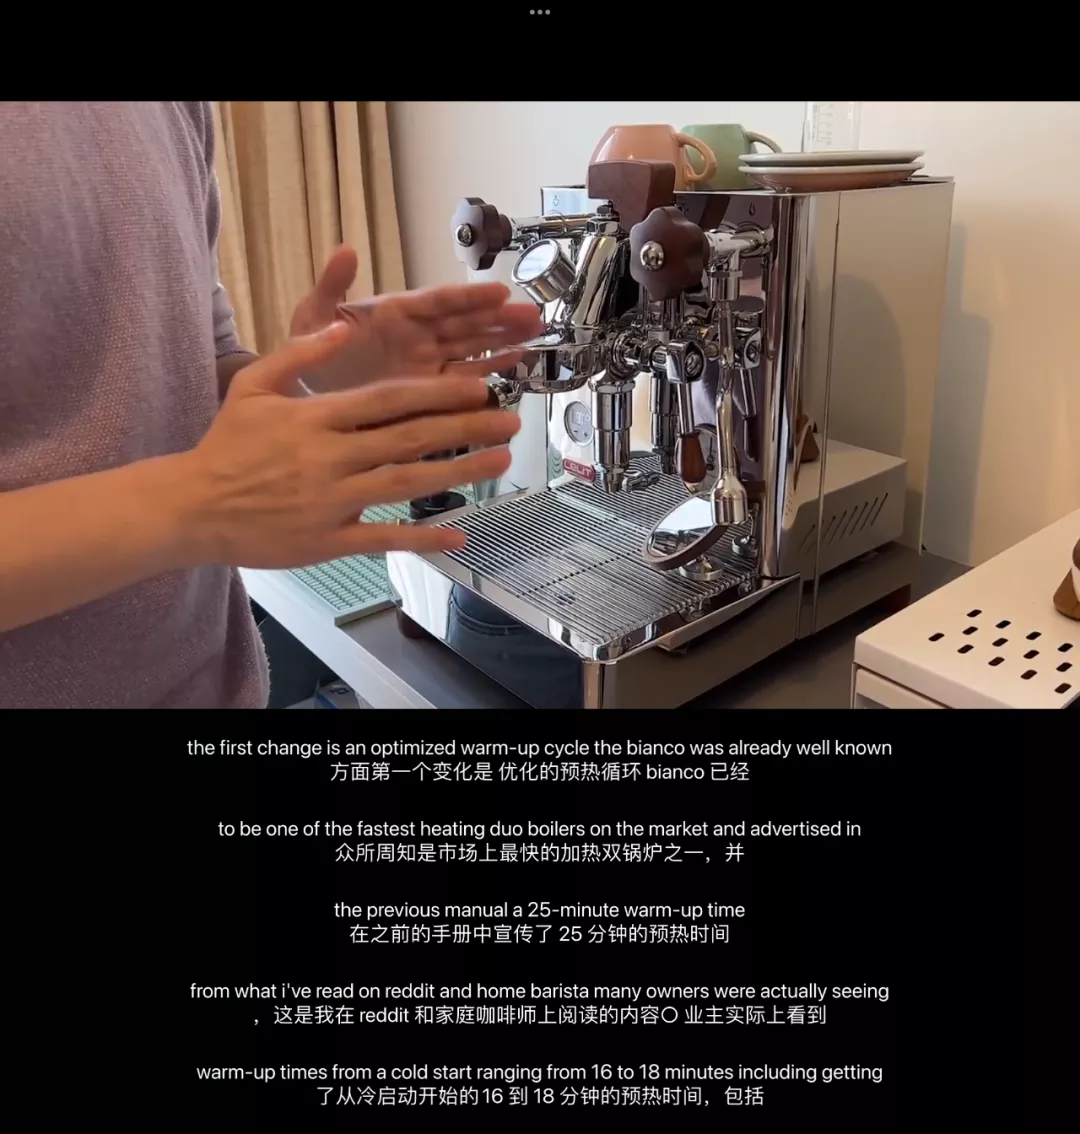 LELIT
the first change is an optimized warm-up cycle the bianco was already well known
方面第一个变化是 优化的预热循环 bianco 已经
to be one of the fastest heating duo boilers on the market and advertised in
众所周知是市场上最快的加热双锅炉之一，并
the previous manual a 25-minute warm-up time
在之前的手册中宣传了 25 分钟的预热时间
from what i've read on reddit and home barista many owners were actually seeing
，这是我在 reddit 和家庭咖啡师上阅读的内容〇 业主实际上看到
warm-up times from a cold start ranging from 16 to 18 minutes including getting
了从冷启动开始的 16 到 18 分钟的预热时间，包括